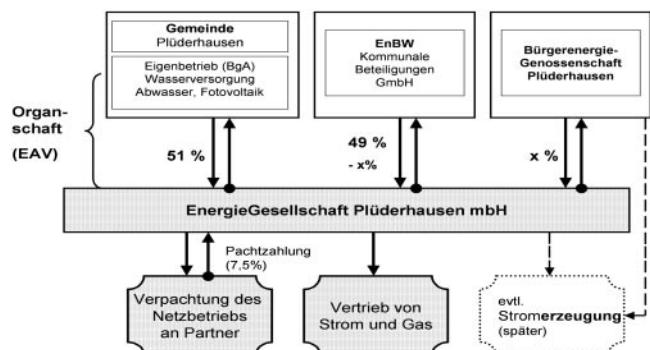 Gemeinde
Plüderhausen
Eigenbetrieb (BgA)
Wasserversorgung
Abwasser, Fotovoltaik
EnBW
Kommunale
Beteiligungen
GmbH
Bürgerenergie-
Genossenschaft
Plüderhausen
Organ-
schaft
(EAV)
51 %
49 %
- x%
x %
EnergieGesellschaft Plüderhausen mbH
Pachtzahlung
(7,5%)
Verpachtung des
Netzbetriebs
an Partner
Vertrieb von
Strom und Gas
evtl.
Stromerzeugung
(später)